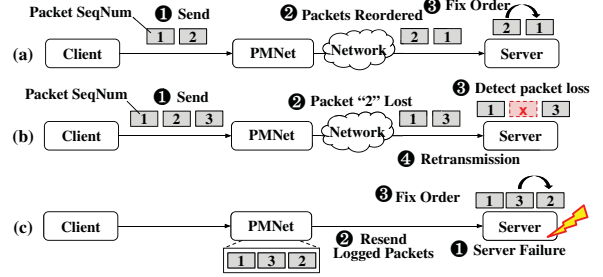 Packet SeqNum ❶ Send ❷ Packets Reordered ❸ Fix Order
1 2 2 1 2 1
(a) Client PMNet Network Server
Packet SeqNum ❶ Send ❷ Packet “2” Lost ❸ Detect packet loss
1 2 3 1 3 1 x 3
(b) Client PMNet Network Server
❹ Retransmission
❸ Fix Order 1 3 2
(c) Client PMNet Server
❷ Resend Logged Packets ❶ Server Failure
1 3 2